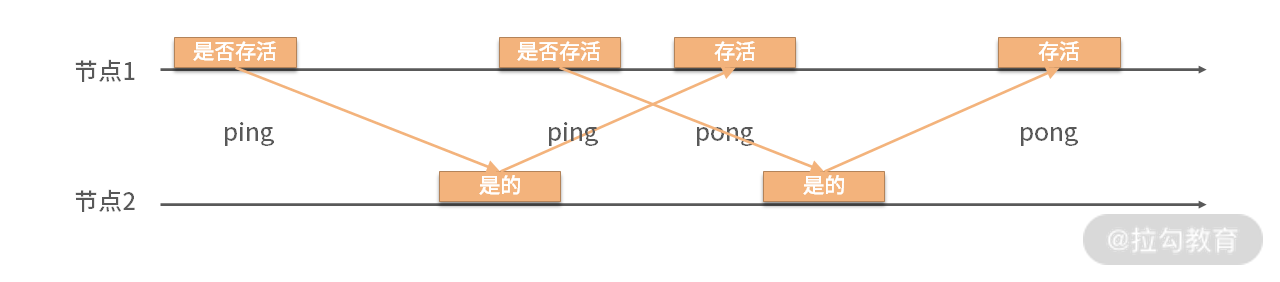 是否存活
是否存活
存活
存活
节点1
ping
ping
pong
pong
是的
是的
节点2
@拉勾教育